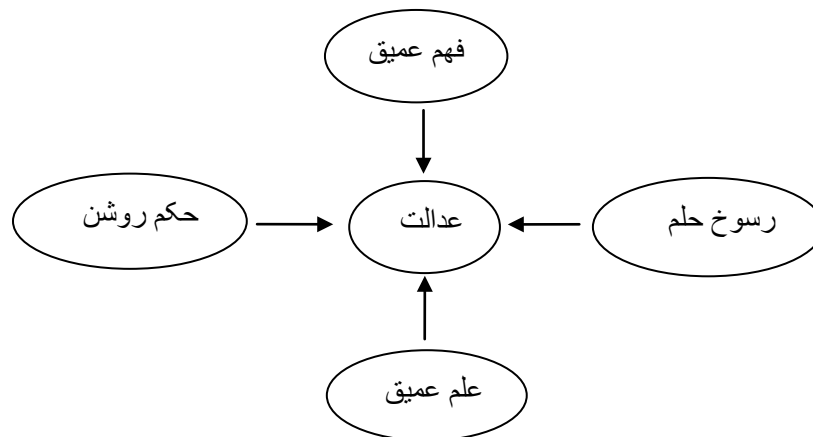 فهم عمیق
رسوخ حلم
عدالت
حکم روشن
علم عمیق